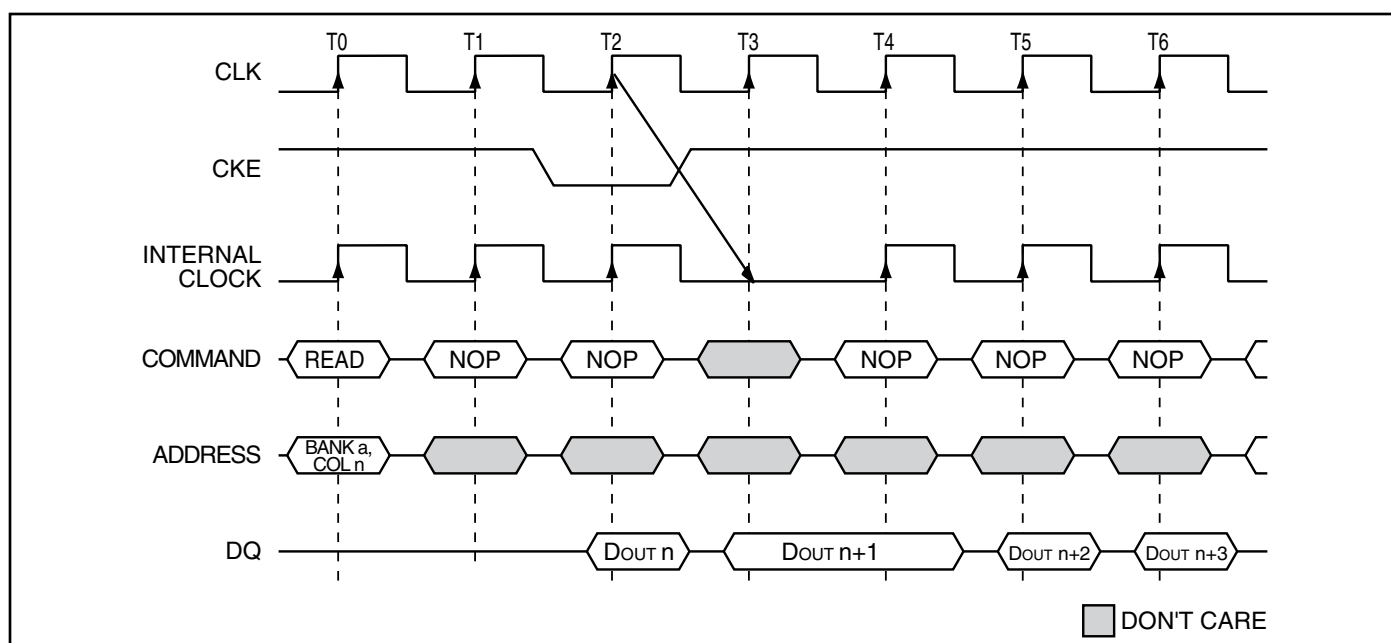 T0 T1 T2 T3 T4 T5 T6
CLK
CKE
INTERNAL
CLOCK
COMMAND READ NOP NOP NOP NOP NOP
ADDRESS BANK a,
COL n
DQ DOUT n DOUT n+1 DOUT n+2 DOUT n+3
DON'T CARE